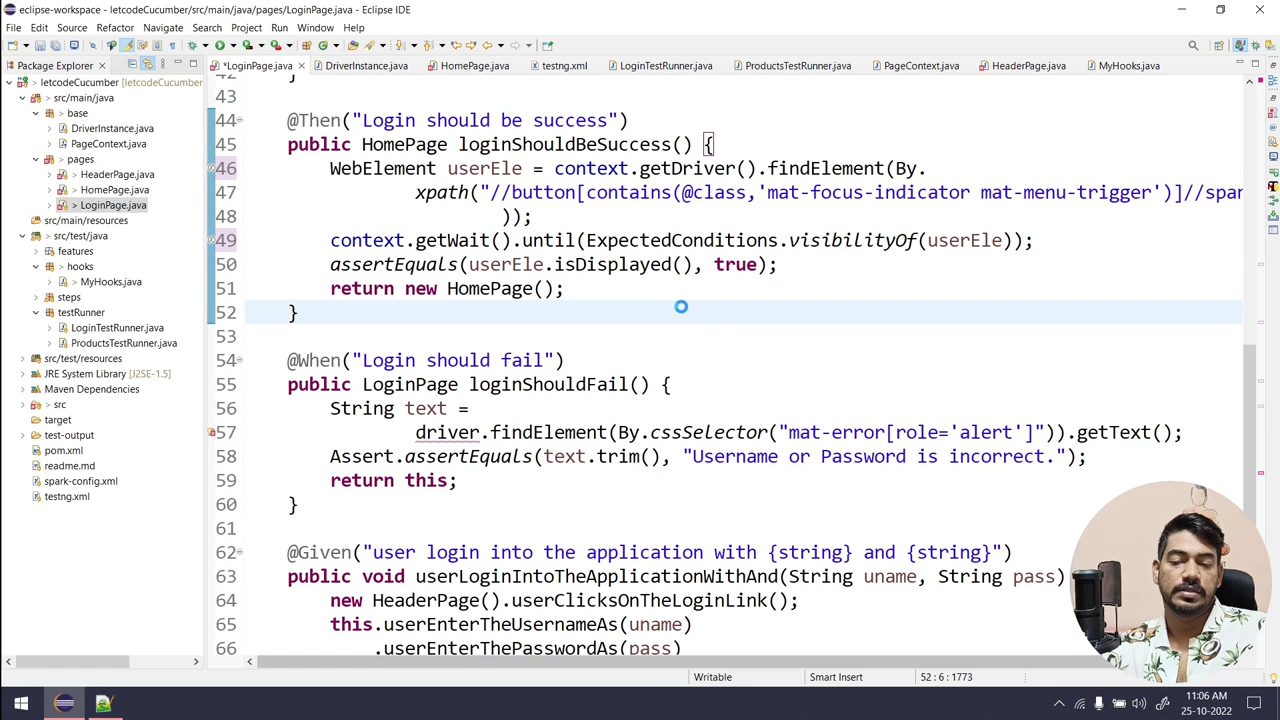 eclipse-workspace - letcodeCucumber/src/main/java/pages/LoginPage.java - Eclipse IDE
File Edit Source Refactor Navigate Search Project Run Window Help
Package Explorer
*LoginPage.java DriverInstance.java HomePage.java testng.xml LoginTestRunner.java ProductsTestRunner.java PageContext.java HeaderPage.java MyHooks.java
letcodeCucumber [letcodeCucumber
src/main/java
base
DriverInstance.java
PageContext.java
pages
> HeaderPage.java
> HomePage.java
> LoginPage.java
src/main/resources
src/test/java
features
> hooks
> MyHooks.java
steps
testRunner
LoginTestRunner.java
ProductsTestRunner.java
src/test/resources
JRE System Library [J2SE-1.5]
Maven Dependencies
> src
target
test-output
pom.xml
readme.md
spark-config.xml
testng.xml
42 }
43
44 @Then("Login should be success")
45 public HomePage loginShouldBeSuccess() {
46 WebElement userEle = context.getDriver().findElement(By.
47 xpath("//button[contains(@class,'mat-focus-indicator mat-menu-trigger')]//spar
48 ));
49 context.getWait().until(ExpectedConditions.visibilityOf(userEle));
50 assertEquals(userEle.isDisplayed(), true);
51 return new HomePage();
52 }
53
54 @When("Login should fail")
55 public LoginPage loginShouldFail() {
56 String text =
57 driver.findElement(By.cssSelector("mat-error[role='alert']")).getText();
58 Assert.assertEquals(text.trim(), "Username or Password is incorrect.");
59 return this;
60 }
61
62 @Given("user login into the application with {string} and {string}")
63 public void userLoginIntoTheApplicationWithAnd(String uname, String pass)
64 new HeaderPage().userClicksOnTheLoginLink();
65 this.userEnterTheUsernameAs(uname)
66 .userEnterThePasswordAs(pass)
Writable Smart Insert 52 : 6 : 1773
11:06 AM
25-10-2022